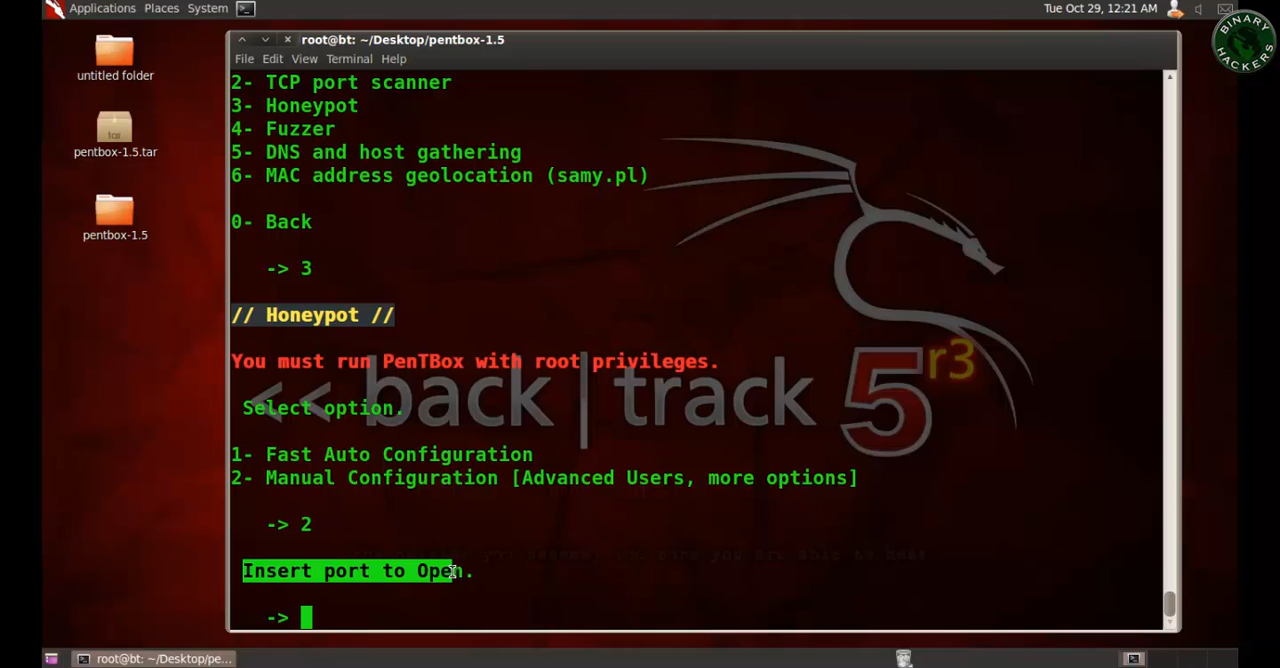 Applications Places System
Tue Oct 29, 12:21 AM
BINARY HACKERS
untitled folder
pentbox-1.5.tar
pentbox-1.5
root@bt: ~/Desktop/pentbox-1.5
File Edit View Terminal Help
2- TCP port scanner
3- Honeypot
4- Fuzzer
5- DNS and host gathering
6- MAC address geolocation (samy.pl)
0- Back
-> 3
// Honeypot //
You must run PenTBox with root privileges.
Select option.
1- Fast Auto Configuration
2- Manual Configuration [Advanced Users, more options]
-> 2
Insert port to Open.
->
<< back | track 5 r3
tar
root@bt: ~/Desktop/pe...